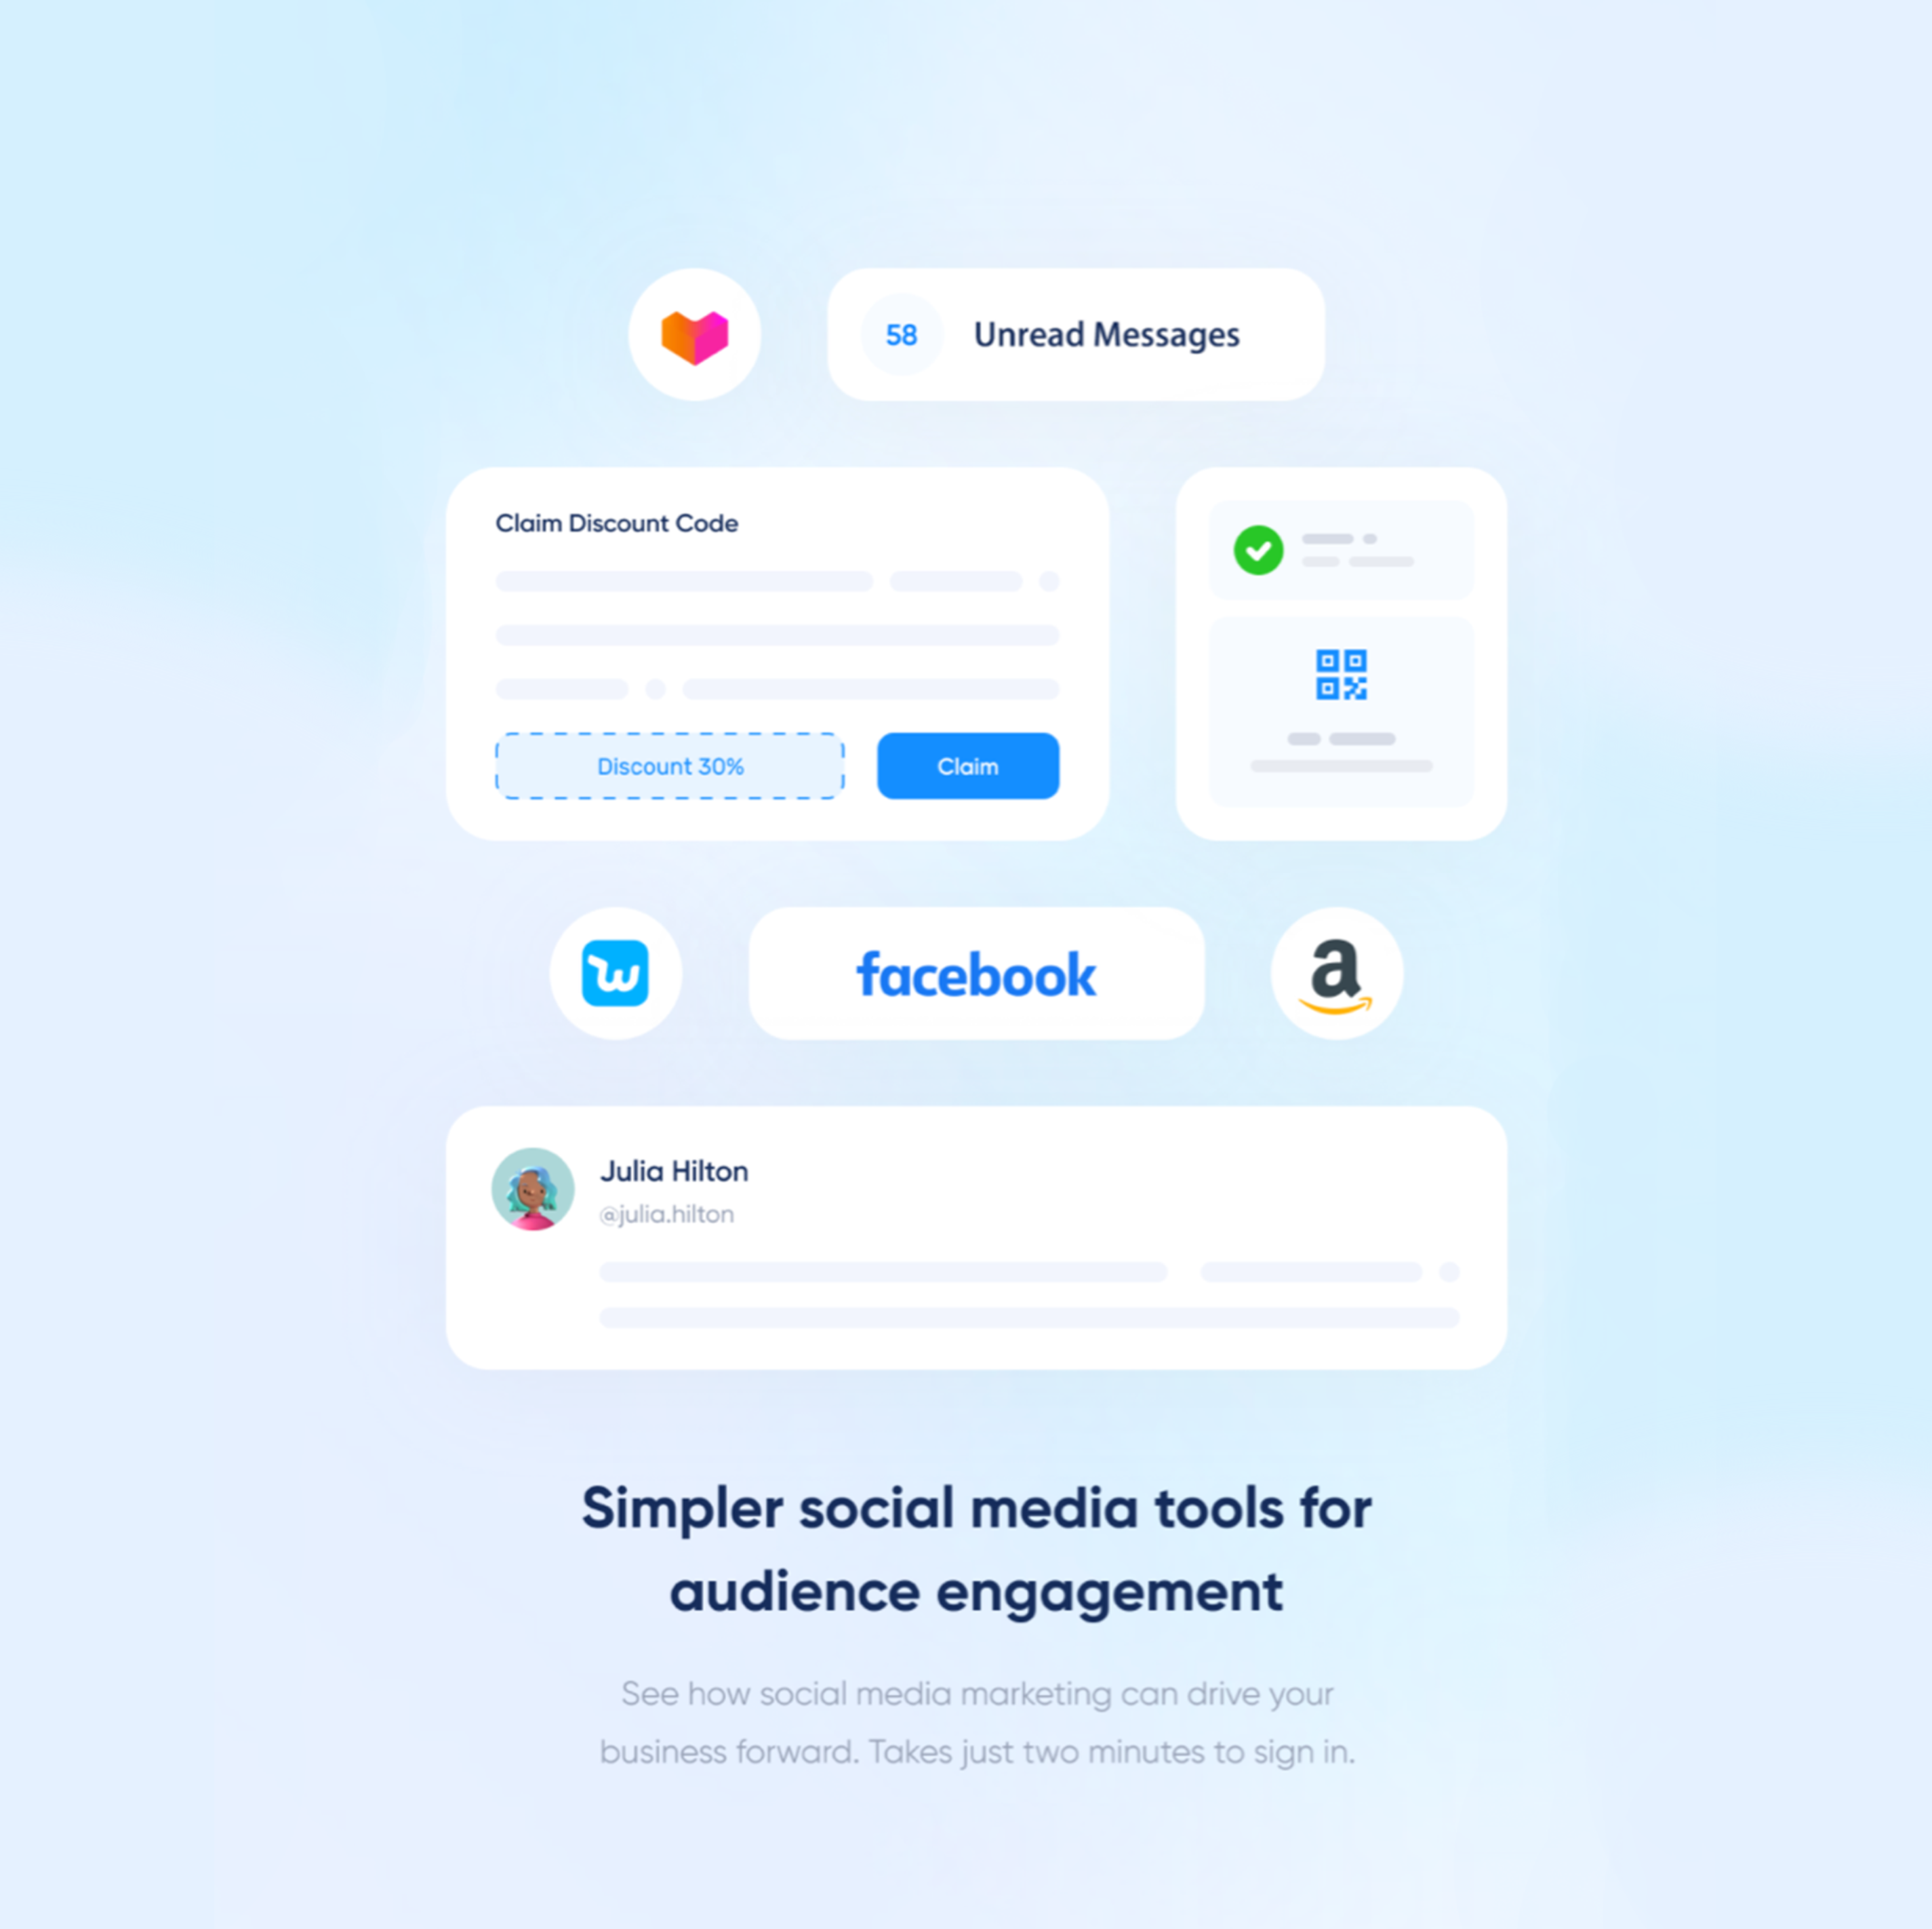 58 Unread Messages
Claim Discount Code
Discount 30%
Claim
w
facebook
a
Julia Hilton
@julia.hilton
Simpler social media tools for
audience engagement
See how social media marketing can drive your
business forward. Takes just two minutes to sign in.